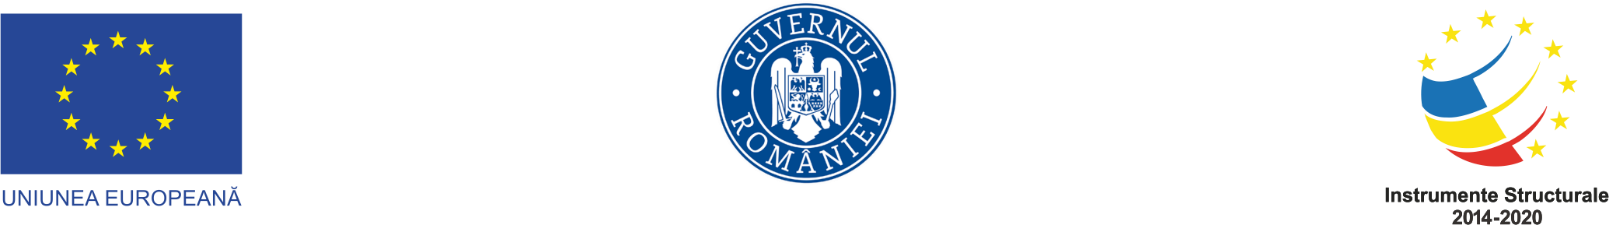 UNIUNEA EUROPEANĂ
GUVERNUL
ROMÂNIEI
Instrumente Structurale
2014-2020